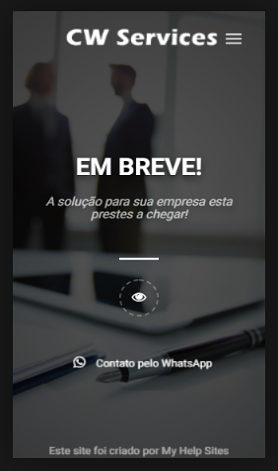 CW Services
EM BREVE!
A solução para sua empresa esta
prestes a chegar!
Contato pelo WhatsApp
Este site foi criado por My Help Sites